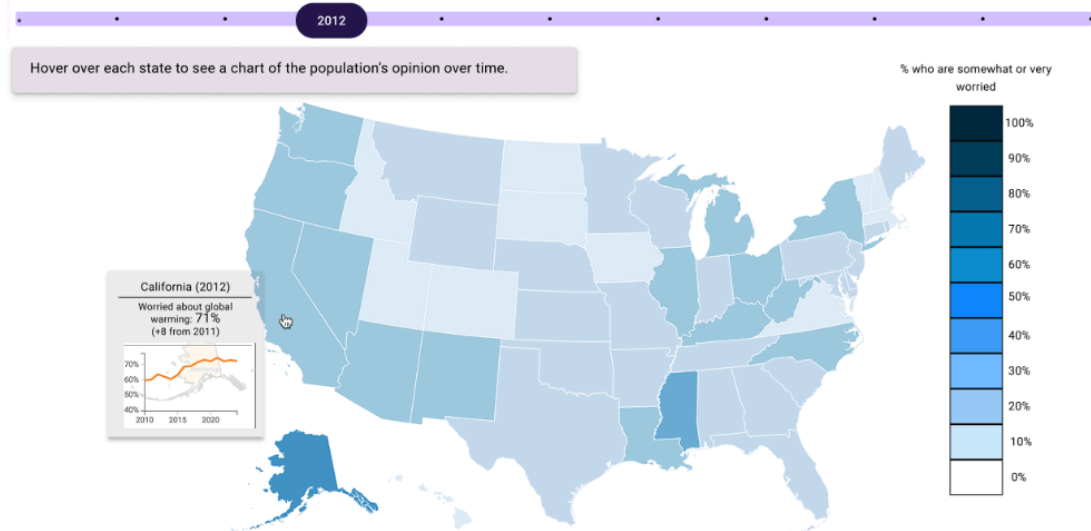 2012
Hover over each state to see a chart of the population's opinion over time.
% who are somewhat or very
worried
100%
90%
80%
70%
60%
50%
40%
30%
20%
10%
0%
California (2012)
Worried about global
warming: 71%
(+8 from 2011)
70%
60%
50%
40%
2010 2015 2020